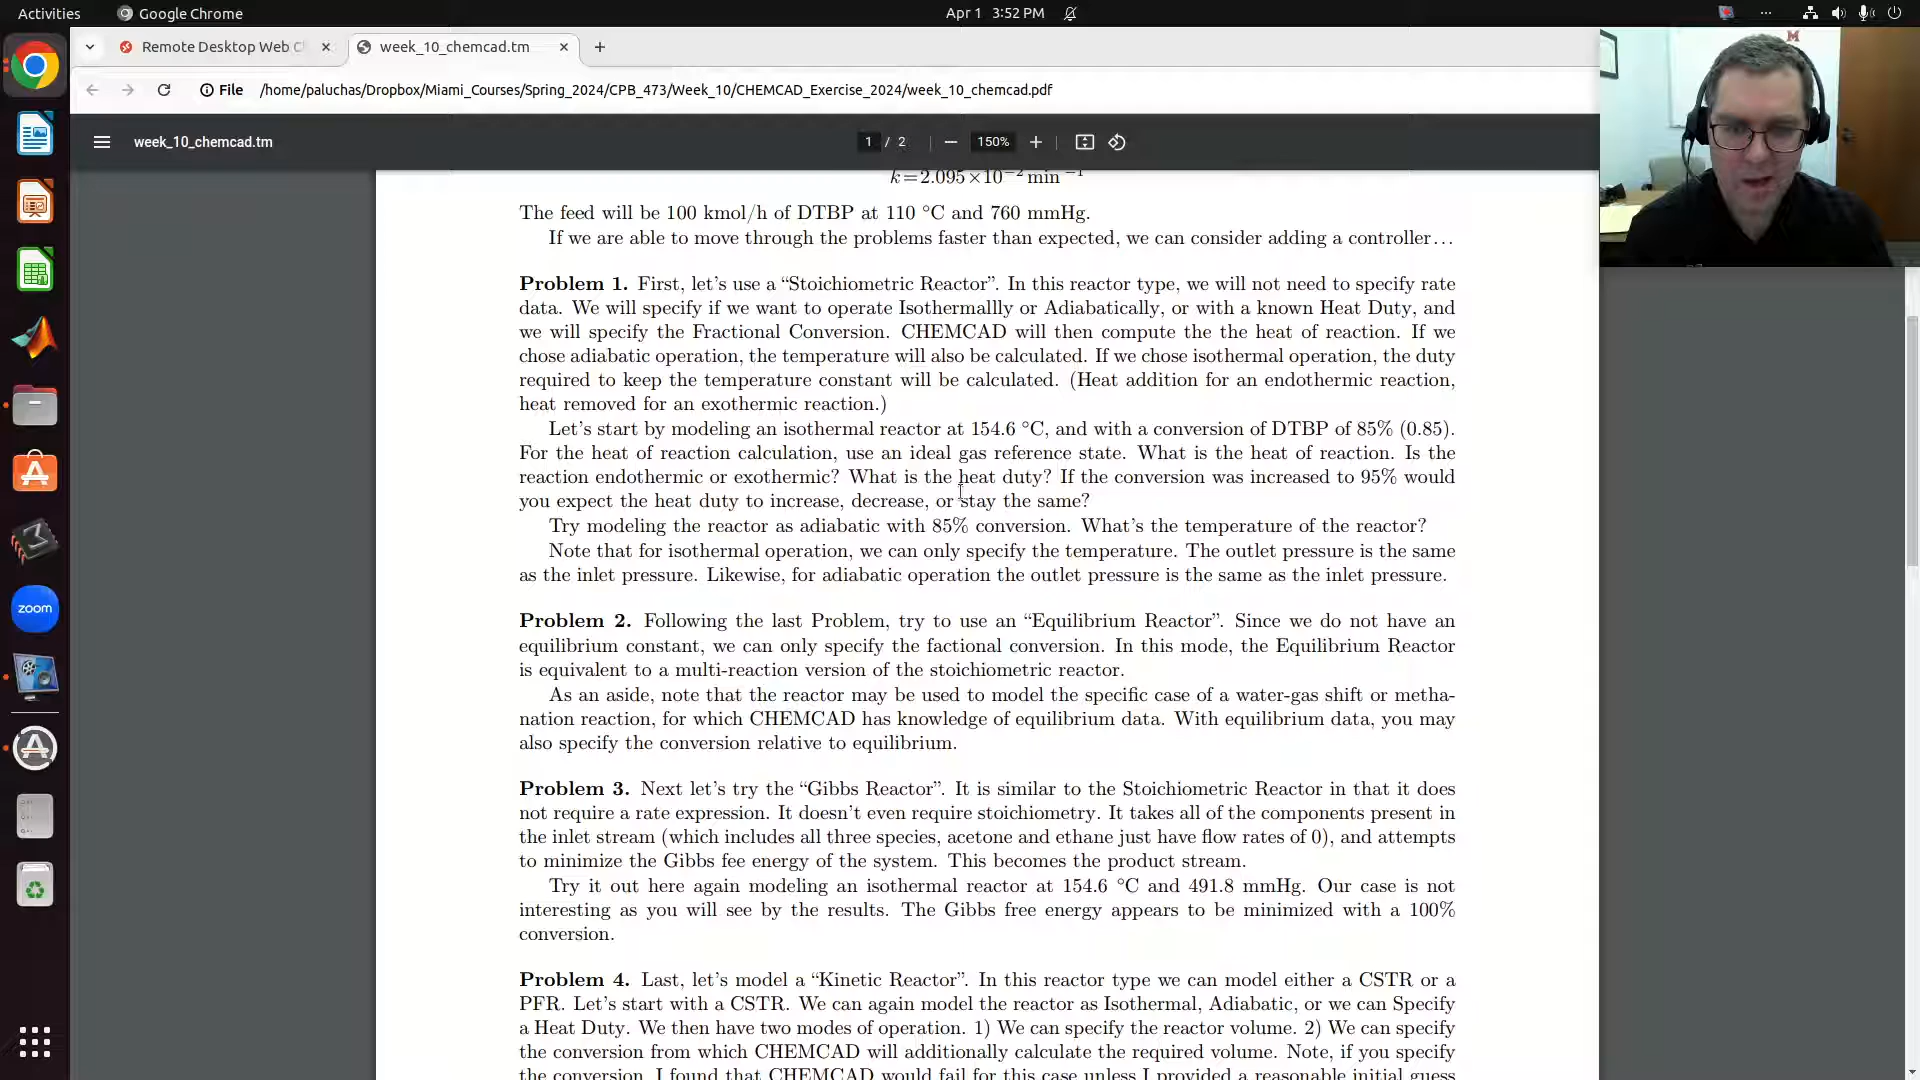 Activities
Google Chrome
Apr 1 3:52 PM
Remote Desktop Web C
week_10_chemcad.tm
File
/home/paluchas/Dropbox/Miami_Courses/Spring_2024/CPB_473/Week_10/CHEMCAD_Exercise_2024/week_10_chemcad.pdf
week_10_chemcad.tm
1 / 2
150%
k=2.095×10−2 min −1
The feed will be 100 kmol/h of DTBP at 110 °C and 760 mmHg.
If we are able to move through the problems faster than expected, we can consider adding a controller…
Problem 1. First, let's use a “Stoichiometric Reactor”. In this reactor type, we will not need to specify rate
data. We will specify if we want to operate Isothermallly or Adiabatically, or with a known Heat Duty, and
we will specify the Fractional Conversion. CHEMCAD will then compute the the heat of reaction. If we
chose adiabatic operation, the temperature will also be calculated. If we chose isothermal operation, the duty
required to keep the temperature constant will be calculated. (Heat addition for an endothermic reaction,
heat removed for an exothermic reaction.)
Let's start by modeling an isothermal reactor at 154.6 °C, and with a conversion of DTBP of 85% (0.85).
For the heat of reaction calculation, use an ideal gas reference state. What is the heat of reaction. Is the
reaction endothermic or exothermic? What is the heat duty? If the conversion was increased to 95% would
you expect the heat duty to increase, decrease, or stay the same?
Try modeling the reactor as adiabatic with 85% conversion. What's the temperature of the reactor?
Note that for isothermal operation, we can only specify the temperature. The outlet pressure is the same
as the inlet pressure. Likewise, for adiabatic operation the outlet pressure is the same as the inlet pressure.
Problem 2. Following the last Problem, try to use an “Equilibrium Reactor”. Since we do not have an
equilibrium constant, we can only specify the factional conversion. In this mode, the Equilibrium Reactor
is equivalent to a multi-reaction version of the stoichiometric reactor.
As an aside, note that the reactor may be used to model the specific case of a water-gas shift or metha-
nation reaction, for which CHEMCAD has knowledge of equilibrium data. With equilibrium data, you may
also specify the conversion relative to equilibrium.
Problem 3. Next let's try the “Gibbs Reactor”. It is similar to the Stoichiometric Reactor in that it does
not require a rate expression. It doesn't even require stoichiometry. It takes all of the components present in
the inlet stream (which includes all three species, acetone and ethane just have flow rates of 0), and attempts
to minimize the Gibbs fee energy of the system. This becomes the product stream.
Try it out here again modeling an isothermal reactor at 154.6 °C and 491.8 mmHg. Our case is not
interesting as you will see by the results. The Gibbs free energy appears to be minimized with a 100%
conversion.
Problem 4. Last, let's model a “Kinetic Reactor”. In this reactor type we can model either a CSTR or a
PFR. Let's start with a CSTR. We can again model the reactor as Isothermal, Adiabatic, or we can Specify
a Heat Duty. We then have two modes of operation. 1) We can specify the reactor volume. 2) We can specify
the conversion from which CHEMCAD will additionally calculate the required volume. Note, if you specify
the conversion, I found that CHEMCAD would fail for this case unless I provided a reasonable initial guess
zoom
M